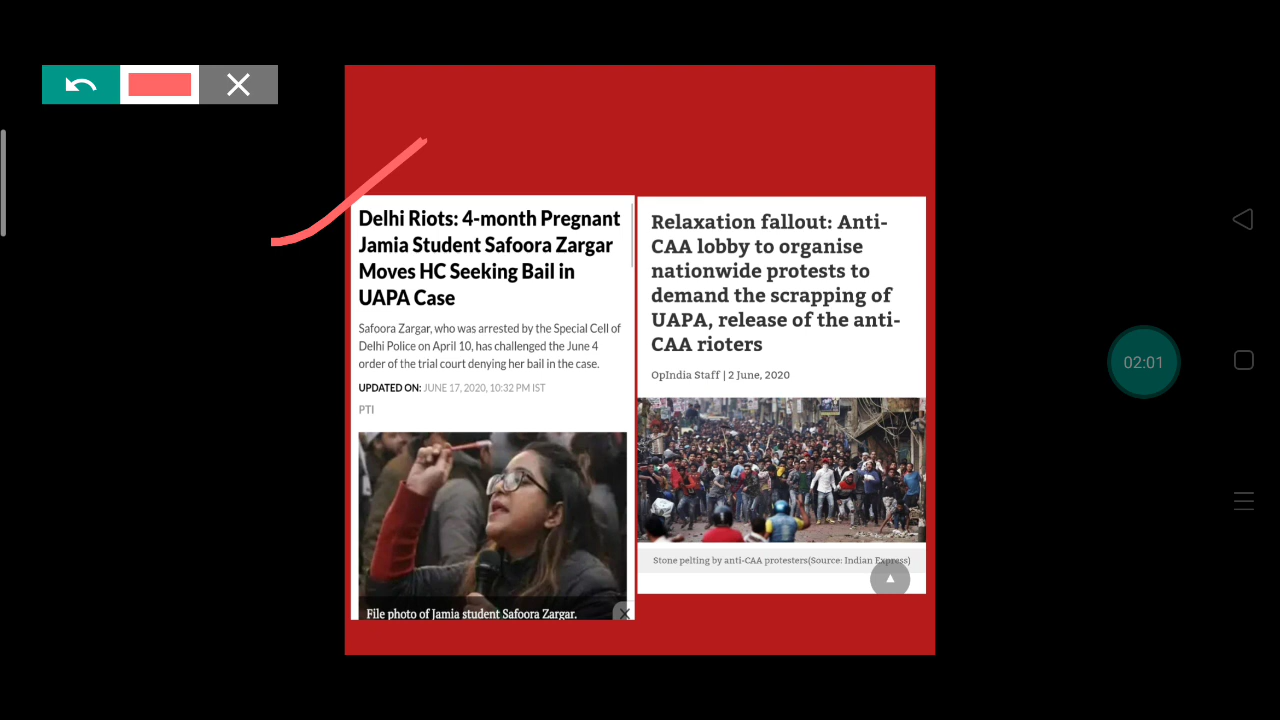 Delhi Riots: 4-month Pregnant
Jamia Student Safoora Zargar
Moves HC Seeking Bail in
UAPA Case
Safoora Zargar, who was arrested by the Special Cell of
Delhi Police on April 10, has challenged the June 4
order of the trial court denying her bail in the case.
UPDATED ON: JUNE 17, 2020, 10:32 PM IST
PTI
File photo of Jamia student Safoora Zargar.
Relaxation fallout: Anti-
CAA lobby to organise
nationwide protests to
demand the scrapping of
UAPA, release of the anti-
CAA rioters
OpIndia Staff | 2 June, 2020
Stone pelting by anti-CAA protesters(Source: Indian Express)
02:01